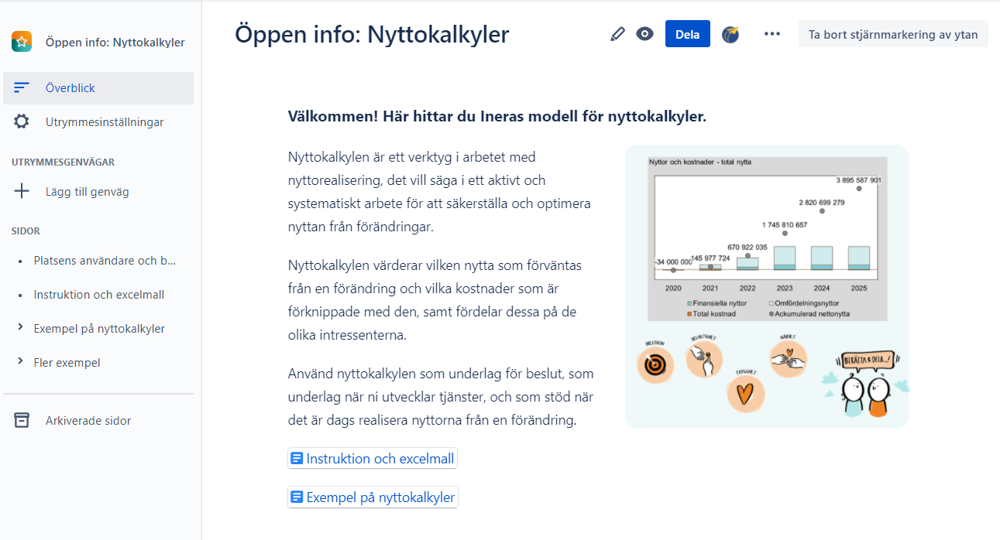 Öppen info: Nyttokalkyler
Överblick
Utrymmesinställningar
UTRYMMESGENVÄGAR
Lägg till genväg
SIDOR
Platsens användare och b...
Instruktion och excelmall
Exempel på nyttokalkyler
Fler exempel
Arkiverade sidor
Öppen info: Nyttokalkyler
Dela
Ta bort stjärnmarkering av ytan
Välkommen! Här hittar du Ineras modell för nyttokalkyler.
Nyttokalkylen är ett verktyg i arbetet med
nyttorealisering, det vill säga i ett aktivt och
systematiskt arbete för att säkerställa och optimera
nyttan från förändringar.
Nyttokalkylen värderar vilken nytta som förväntas
från en förändring och vilka kostnader som är
förknippade med den, samt fördelar dessa på de
olika intressenterna.
Använd nyttokalkylen som underlag för beslut, som
underlag när ni utvecklar tjänster, och som stöd när
det är dags realisera nyttorna från en förändring.
Instruktion och excelmall
Exempel på nyttokalkyler
Nyttor och kostnader - total nytta
3 895 587 901
2 820 699 279
1 745 810 657
670 922 035
145 977 724
-34 000 000
2020 2021 2022 2023 2024 2025
Finansiella nyttor Omfördelningsnyttor
Total kostnad Ackumulerad nettonytta
PRECISION
DELAKTIGHET
TRYGGHET
NÄRHET
BERÄTTA & DELA...!